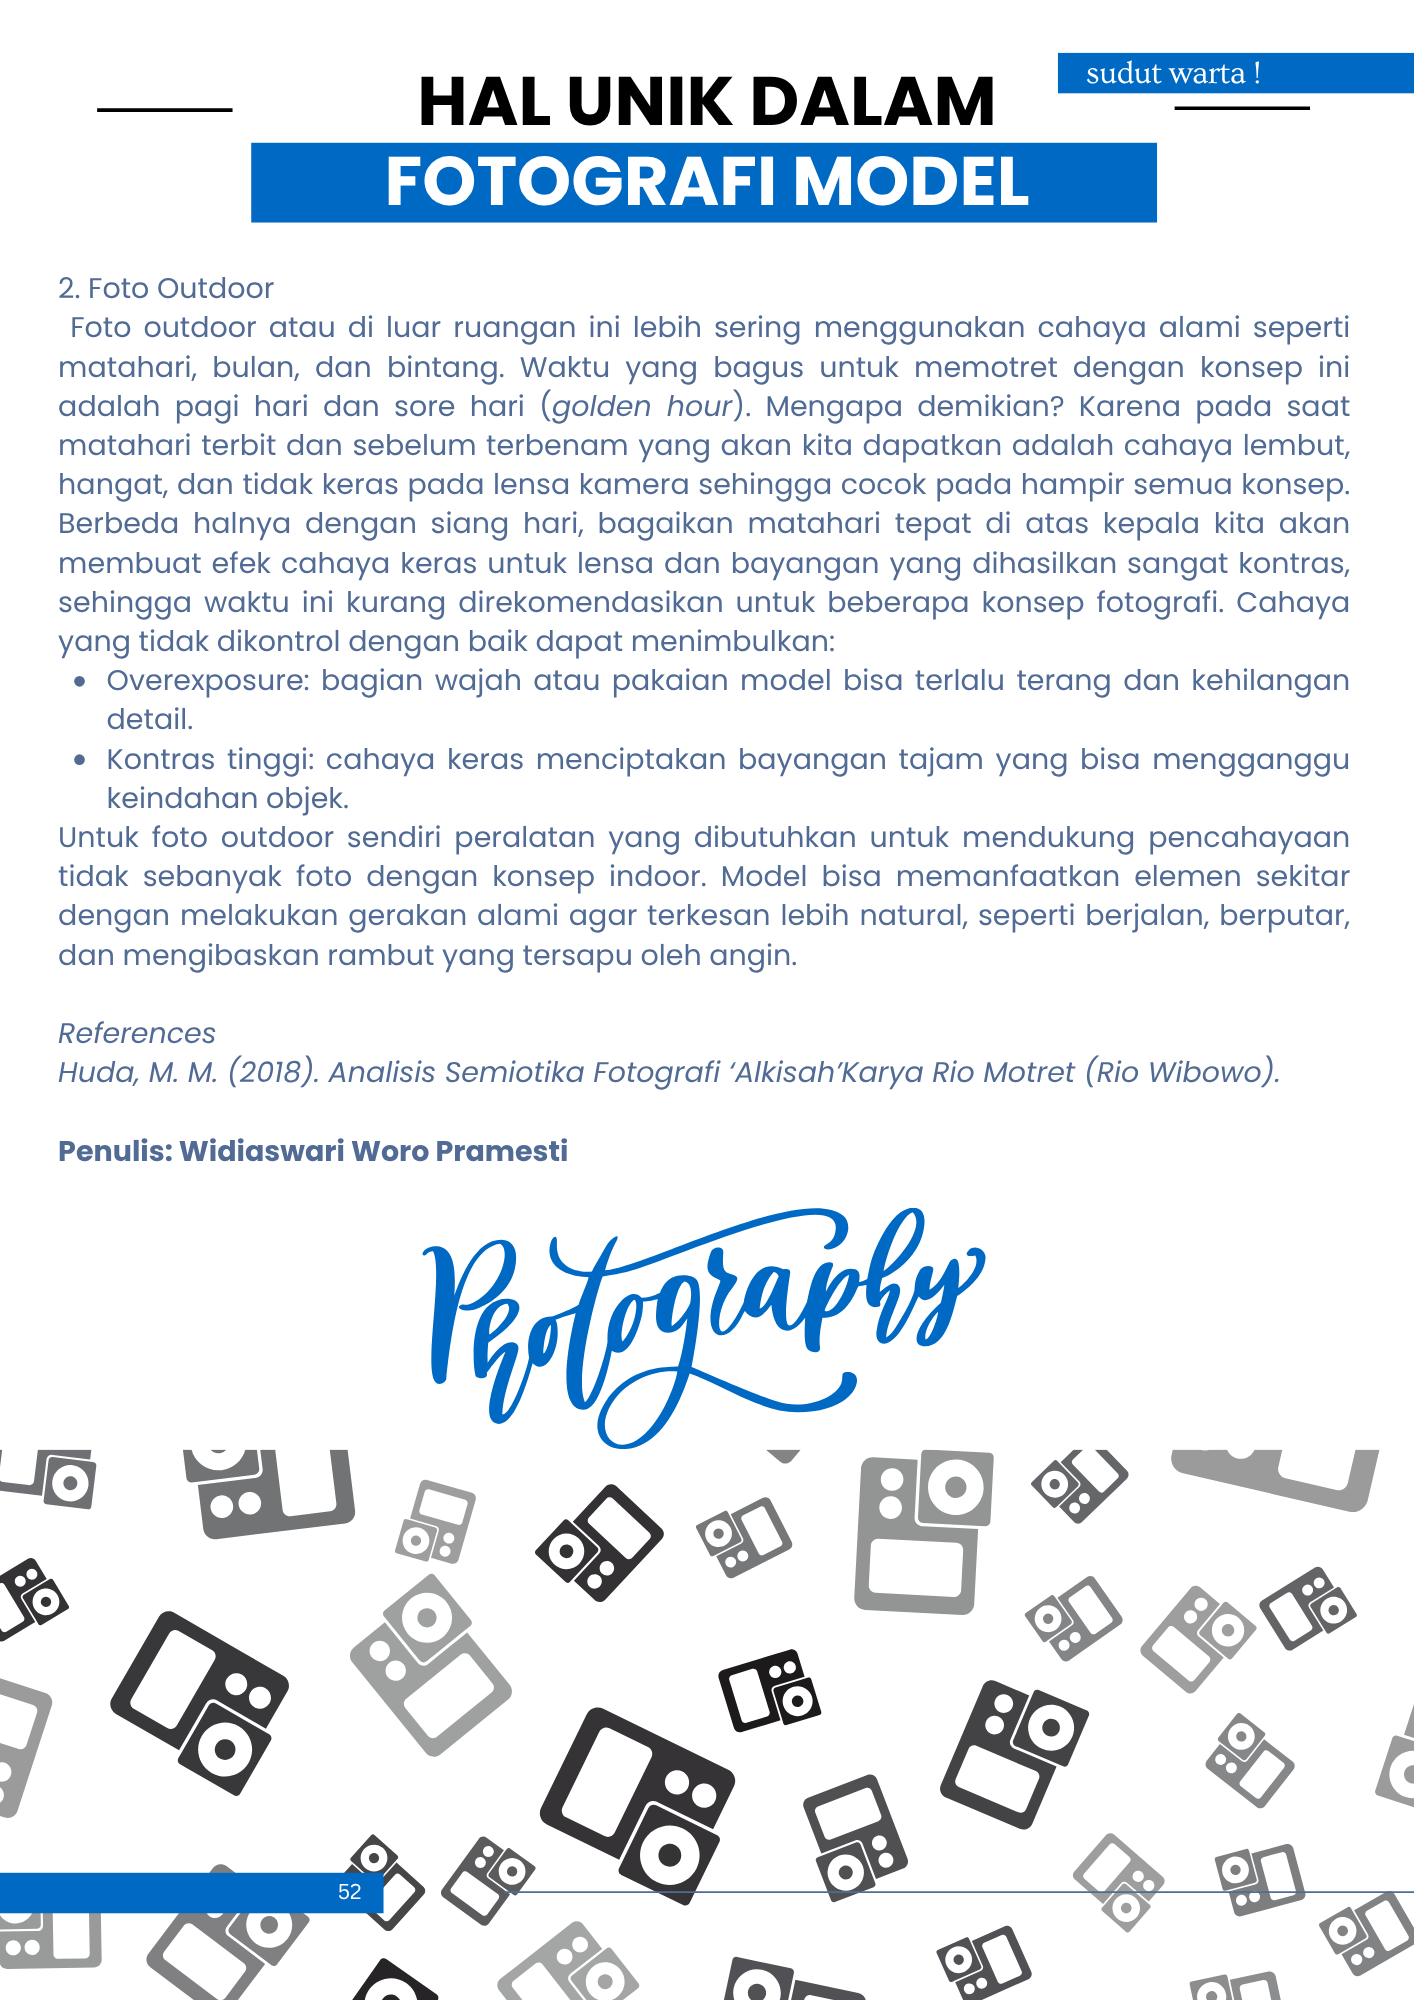 sudut warta !
HAL UNIK DALAM
FOTOGRAFI MODEL
2. Foto Outdoor
Foto outdoor atau di luar ruangan ini lebih sering menggunakan cahaya alami seperti
matahari, bulan, dan bintang. Waktu yang bagus untuk memotret dengan konsep ini
adalah pagi hari dan sore hari (golden hour). Mengapa demikian? Karena pada saat
matahari terbit dan sebelum terbenam yang akan kita dapatkan adalah cahaya lembut,
hangat, dan tidak keras pada lensa kamera sehingga cocok pada hampir semua konsep.
Berbeda halnya dengan siang hari, bagaikan matahari tepat di atas kepala kita akan
membuat efek cahaya keras untuk lensa dan bayangan yang dihasilkan sangat kontras,
sehingga waktu ini kurang direkomendasikan untuk beberapa konsep fotografi. Cahaya
yang tidak dikontrol dengan baik dapat menimbulkan:
• Overexposure: bagian wajah atau pakaian model bisa terlalu terang dan kehilangan
detail.
• Kontras tinggi: cahaya keras menciptakan bayangan tajam yang bisa mengganggu
keindahan objek.
Untuk foto outdoor sendiri peralatan yang dibutuhkan untuk mendukung pencahayaan
tidak sebanyak foto dengan konsep indoor. Model bisa memanfaatkan elemen sekitar
dengan melakukan gerakan alami agar terkesan lebih natural, seperti berjalan, berputar,
dan mengibaskan rambut yang tersapu oleh angin.
References
Huda, M. M. (2018). Analisis Semiotika Fotografi ‘Alkisah’Karya Rio Motret (Rio Wibowo).
Penulis: Widiaswari Woro Pramesti
Photography
52